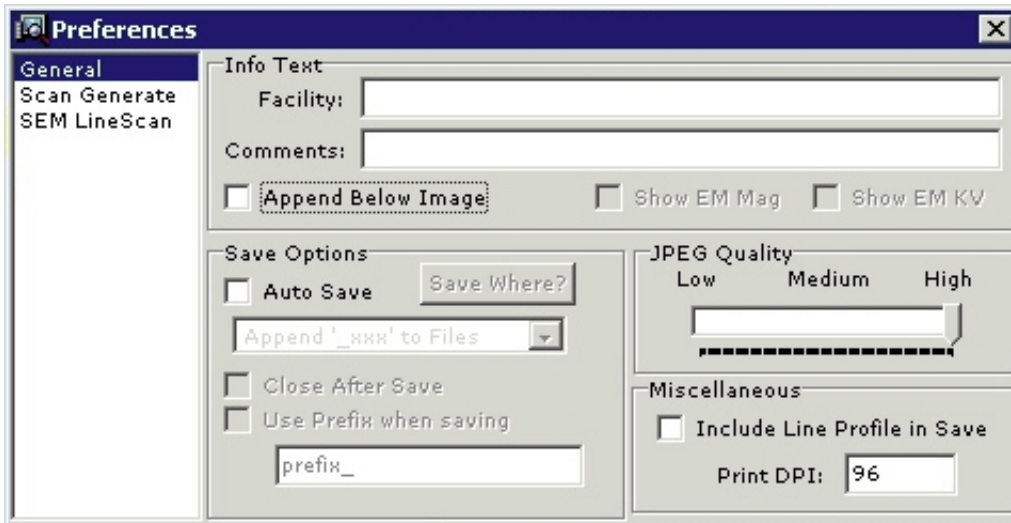 Preferences
General
Scan Generate
SEM LineScan
Info Text
Facility:
Comments:
Append Below Image
Show EM Mag
Show EM KV
Save Options
Auto Save
Save Where?
Append '_xxx' to Files
Close After Save
Use Prefix when saving
prefix_
JPEG Quality
Low Medium High
Miscellaneous
Include Line Profile in Save
Print DPI: 96